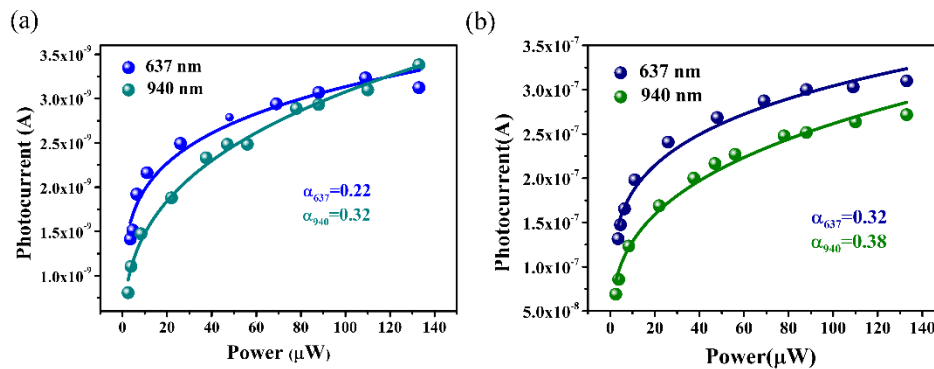 (a)
3.5x10⁻⁹
3.0x10⁻⁹
2.5x10⁻⁹
2.0x10⁻⁹
1.5x10⁻⁹
1.0x10⁻⁹
Photocurrent (A)
637 nm
940 nm
α₆₃₇=0.22
α₉₄₀=0.32
0 20 40 60 80 100 120 140
Power (μW)
(b)
3.5x10⁻⁷
3.0x10⁻⁷
2.5x10⁻⁷
2.0x10⁻⁷
1.5x10⁻⁷
1.0x10⁻⁷
5.0x10⁻⁸
Photocurrent(A)
637 nm
940 nm
α₆₃₇=0.32
α₉₄₀=0.38
0 20 40 60 80 100 120 140
Power(μW)